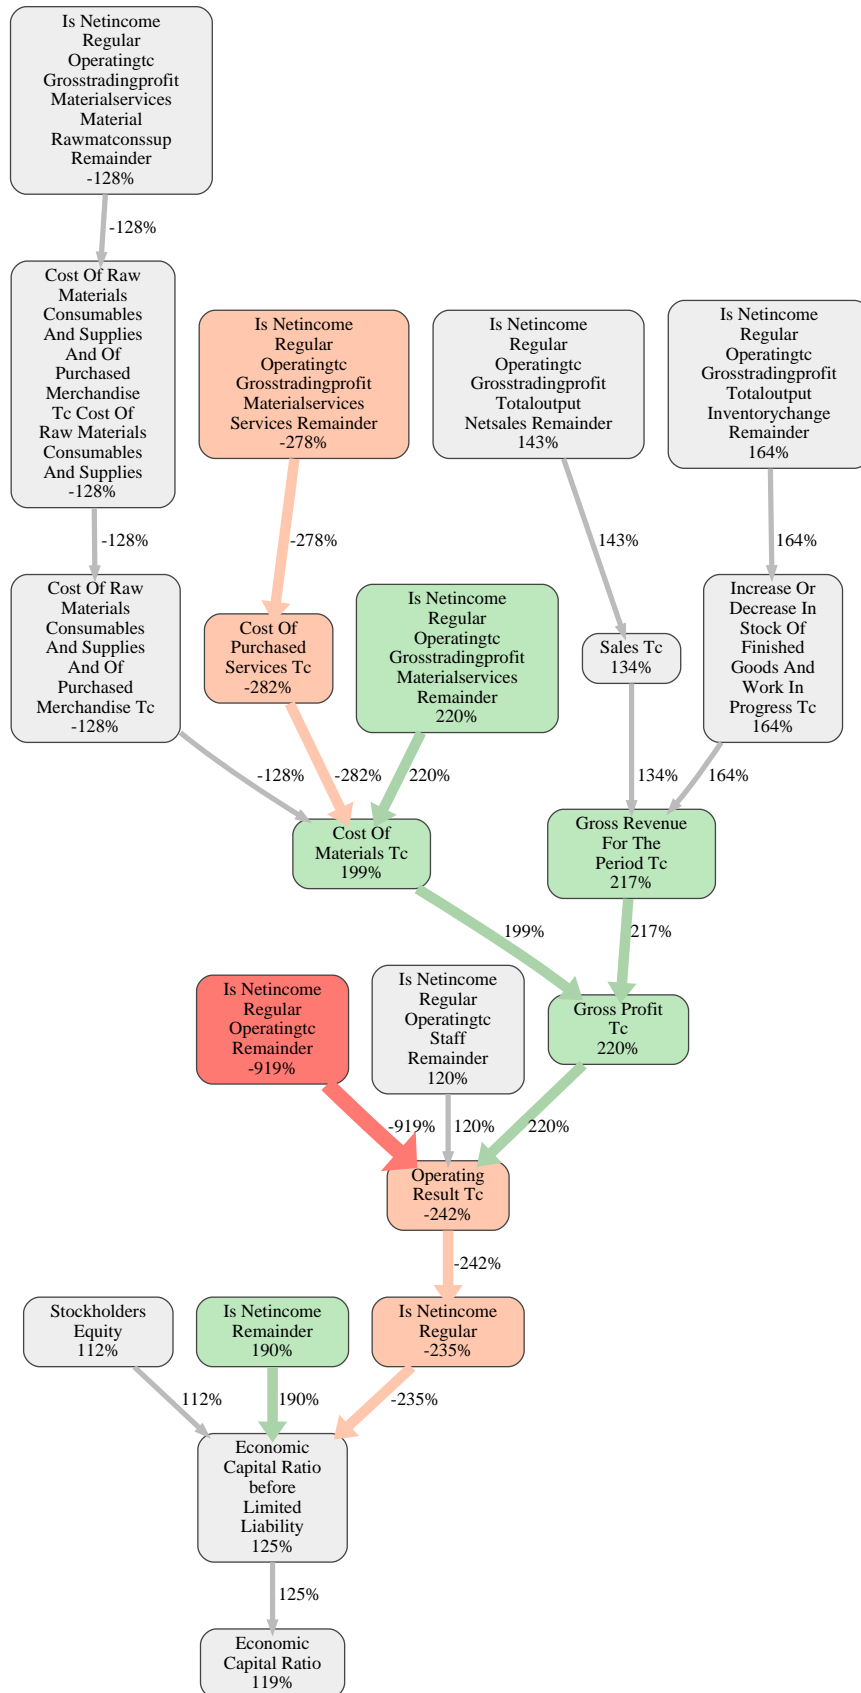 Is Netincome
Regular
Operatingtc
Grosstradingprofit
Materialservices
Material
Rawmatconssup
Remainder
-128%
-128%
Cost Of Raw
Materials
Consumables
And Supplies
And Of
Purchased
Merchandise
Tc Cost Of
Raw Materials
Consumables
And Supplies
-128%
Is Netincome
Regular
Operatingtc
Grosstradingprofit
Materialservices
Services Remainder
-278%
Is Netincome
Regular
Operatingtc
Grosstradingprofit
Totaloutput
Netsales Remainder
143%
Is Netincome
Regular
Operatingtc
Grosstradingprofit
Totaloutput
Inventorychange
Remainder
164%
-128%
-278%
143%
164%
Cost Of Raw
Materials
Consumables
And Supplies
And Of
Purchased
Merchandise Tc
-128%
Cost Of
Purchased
Services Tc
-282%
Is Netincome
Regular
Operatingtc
Grosstradingprofit
Materialservices
Remainder
220%
Sales Tc
134%
Increase Or
Decrease In
Stock Of
Finished
Goods And
Work In
Progress Tc
164%
-128%
-282%
220%
134%
164%
Cost Of
Materials Tc
199%
Gross Revenue
For The
Period Tc
217%
199%
217%
Is Netincome
Regular
Operatingtc
Remainder
-919%
Is Netincome
Regular
Operatingtc
Staff
Remainder
120%
Gross Profit
Tc
220%
-919%
120%
220%
Operating
Result Tc
-242%
-242%
Stockholders
Equity
112%
Is Netincome
Remainder
190%
Is Netincome
Regular
-235%
112%
190%
-235%
Economic
Capital Ratio
before
Limited
Liability
125%
125%
Economic
Capital Ratio
119%